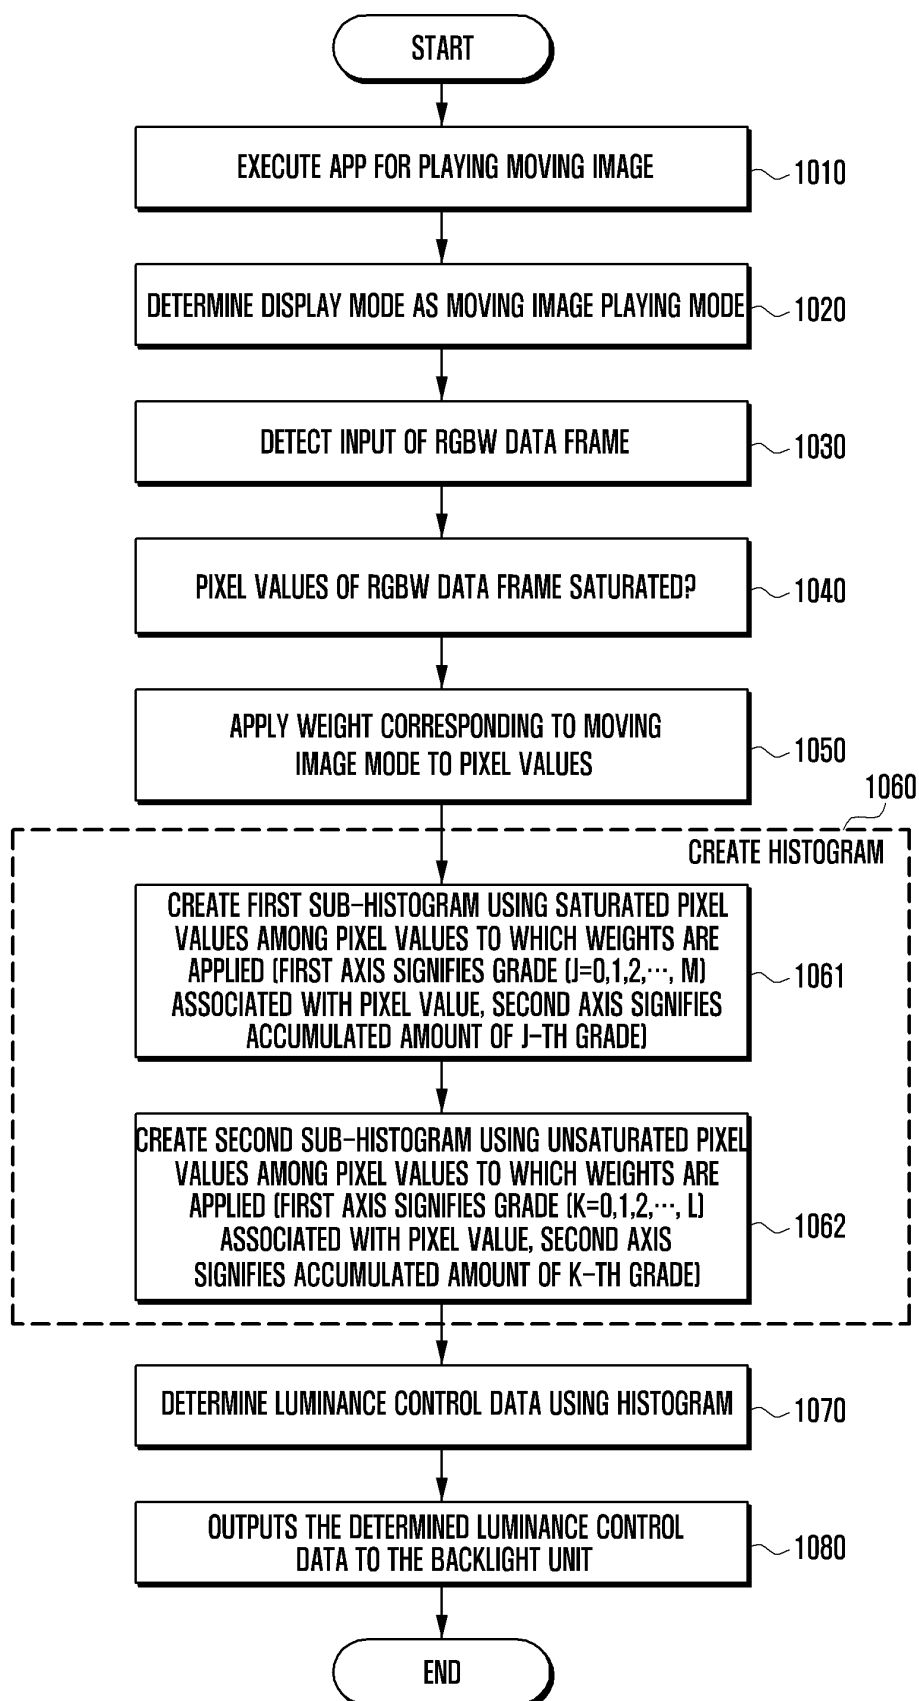 START
EXECUTE APP FOR PLAYING MOVING IMAGE
1010
DETERMINE DISPLAY MODE AS MOVING IMAGE PLAYING MODE
1020
DETECT INPUT OF RGBW DATA FRAME
1030
PIXEL VALUES OF RGBW DATA FRAME SATURATED?
1040
APPLY WEIGHT CORRESPONDING TO MOVING
IMAGE MODE TO PIXEL VALUES
1050
1060
CREATE HISTOGRAM
CREATE FIRST SUB-HISTOGRAM USING SATURATED PIXEL
VALUES AMONG PIXEL VALUES TO WHICH WEIGHTS ARE
APPLIED (FIRST AXIS SIGNIFIES GRADE (J=0,1,2,···, M)
ASSOCIATED WITH PIXEL VALUE, SECOND AXIS SIGNIFIES
ACCUMULATED AMOUNT OF J-TH GRADE)
1061
CREATE SECOND SUB-HISTOGRAM USING UNSATURATED PIXEL
VALUES AMONG PIXEL VALUES TO WHICH WEIGHTS ARE
APPLIED (FIRST AXIS SIGNIFIES GRADE (K=0,1,2,···, L)
ASSOCIATED WITH PIXEL VALUE, SECOND AXIS
SIGNIFIES ACCUMULATED AMOUNT OF K-TH GRADE)
1062
DETERMINE LUMINANCE CONTROL DATA USING HISTOGRAM
1070
OUTPUTS THE DETERMINED LUMINANCE CONTROL
DATA TO THE BACKLIGHT UNIT
1080
END